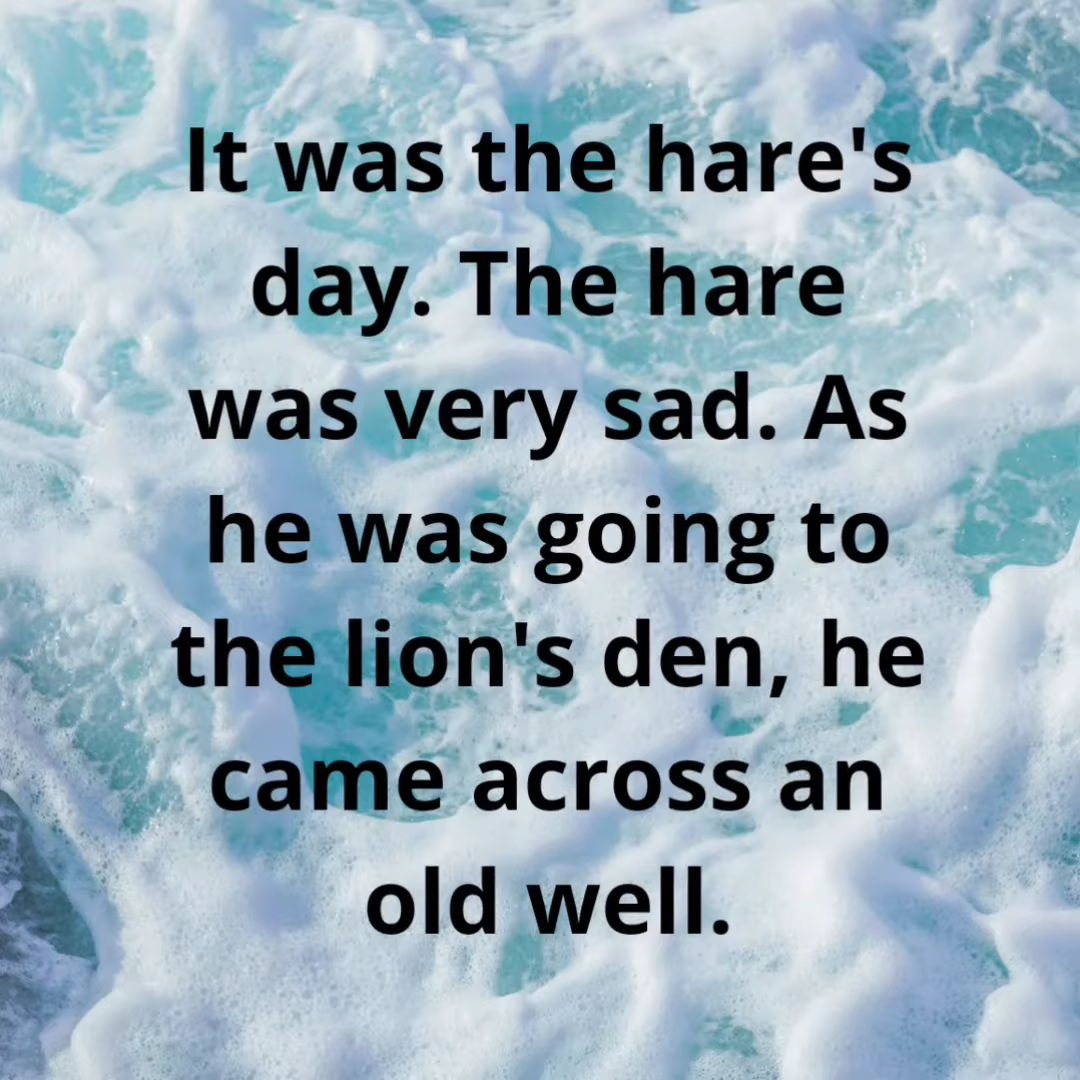 It was the hare's
day. The hare
was very sad. As
he was going to
the lion's den, he
came across an
old well.